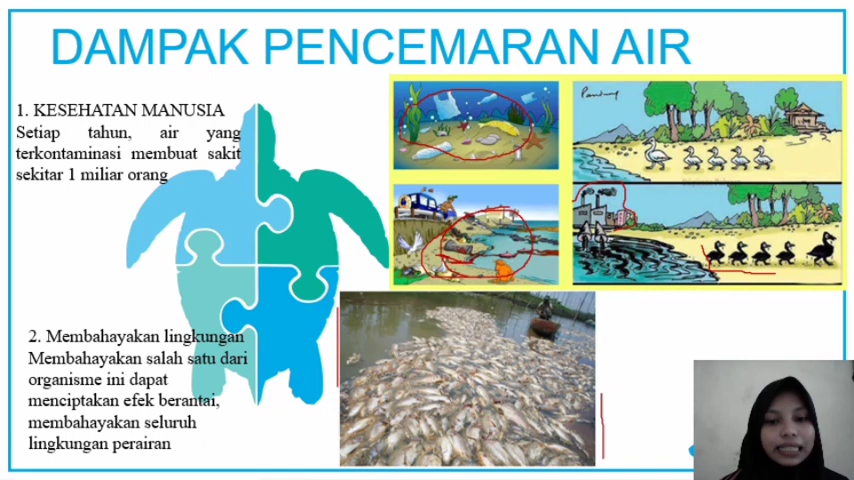 DAMPAK PENCEMARAN AIR
1. KESEHATAN MANUSIA
Setiap tahun, air yang
terkontaminasi membuat sakit
sekitar 1 miliar orang
2. Membahayakan lingkungan
Membahayakan salah satu dari
organisme ini dapat
menciptakan efek berantai,
membahayakan seluruh
lingkungan perairan